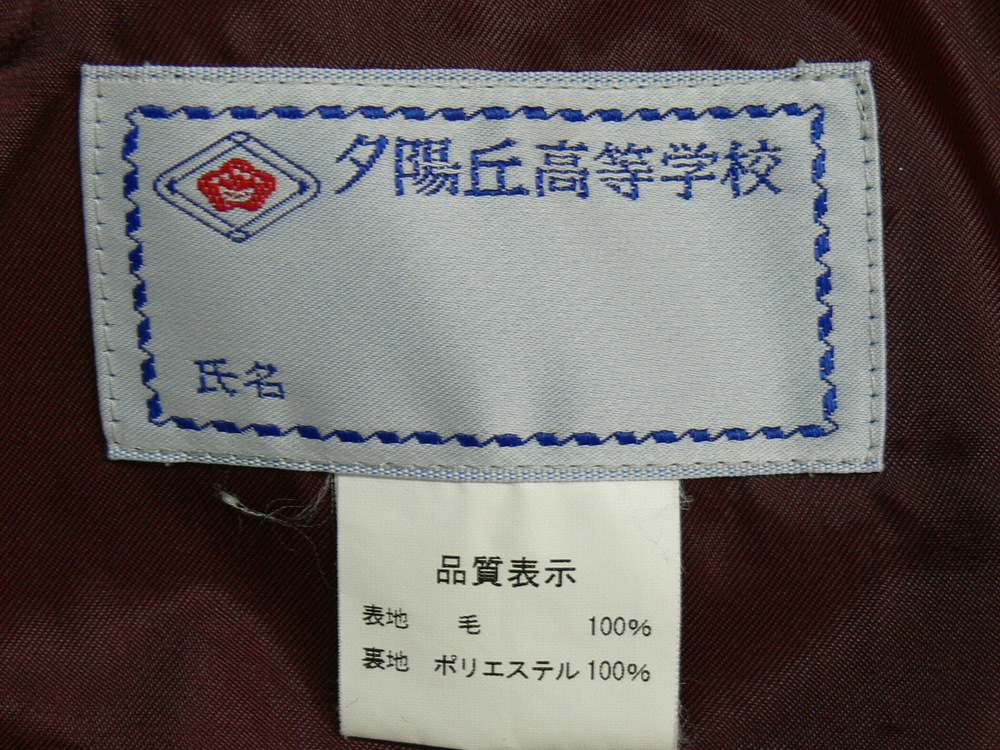 夕陽丘高等学校
氏名
品質表示
表地 毛 100%
裏地 ポリエステル 100%